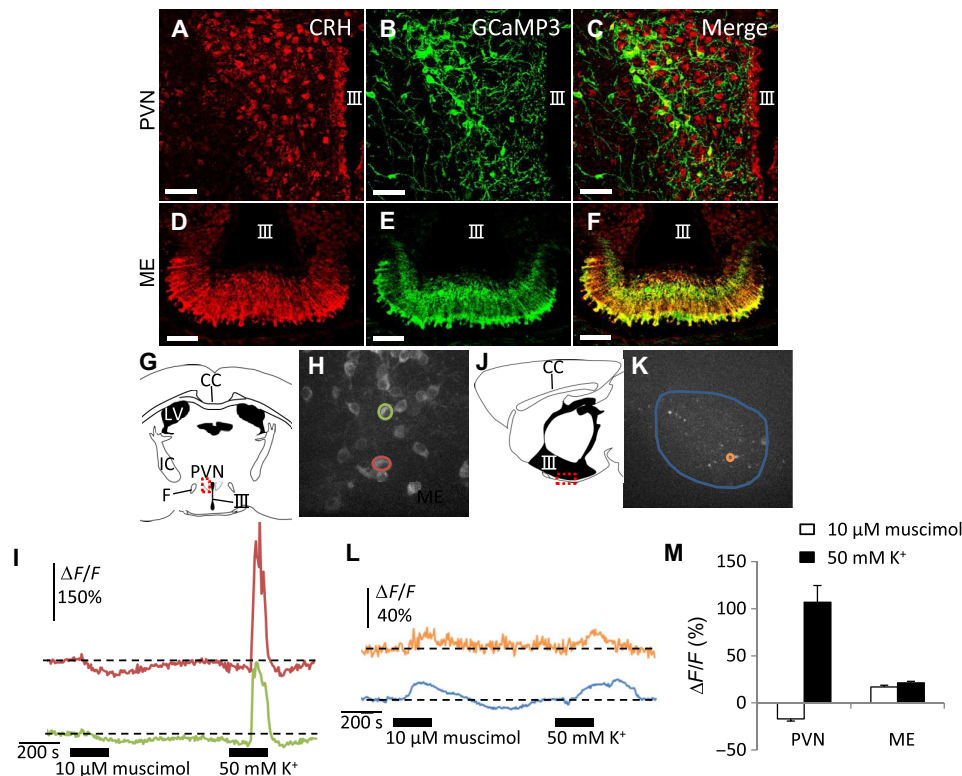 A CRH
B GCaMP3
C Merge
PVN
III
III
III
D
E
F
ME
III
III
III
G
CC
LV
IC
PVN
F
III
H
ME
J
CC
III
K
I
ΔF/F
150%
200 s
10 µM muscimol
50 mM K⁺
L
ΔF/F
40%
200 s
10 µM muscimol
50 mM K⁺
M
10 µM muscimol
50 mM K⁺
ΔF/F (%)
150
100
50
0
−50
PVN
ME